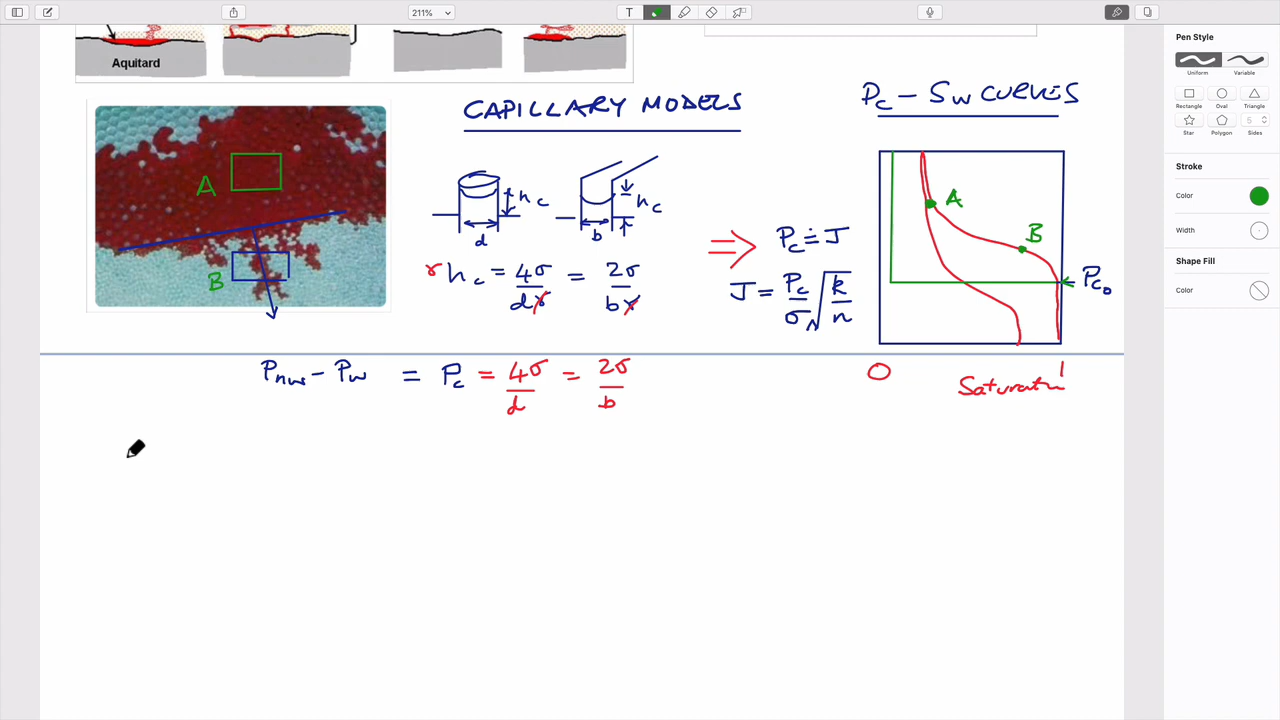 211%
T
Aquitard
CAPILLARY MODELS
Pc - Sw CURVES
A
B
hc
d
hc
b
γ hc = 4σ/dγ = 2σ/bγ
⇒ Pc ≐ J
J = Pc/σ √k/n
A
B
Pc₀
0
Saturatn
1
Pnw - Pw = Pc = 4σ/d = 2σ/b
Pen Style
Uniform
Variable
Rectangle
Oval
Triangle
Star
Polygon
5
Sides
Stroke
Color
Width
Shape Fill
Color